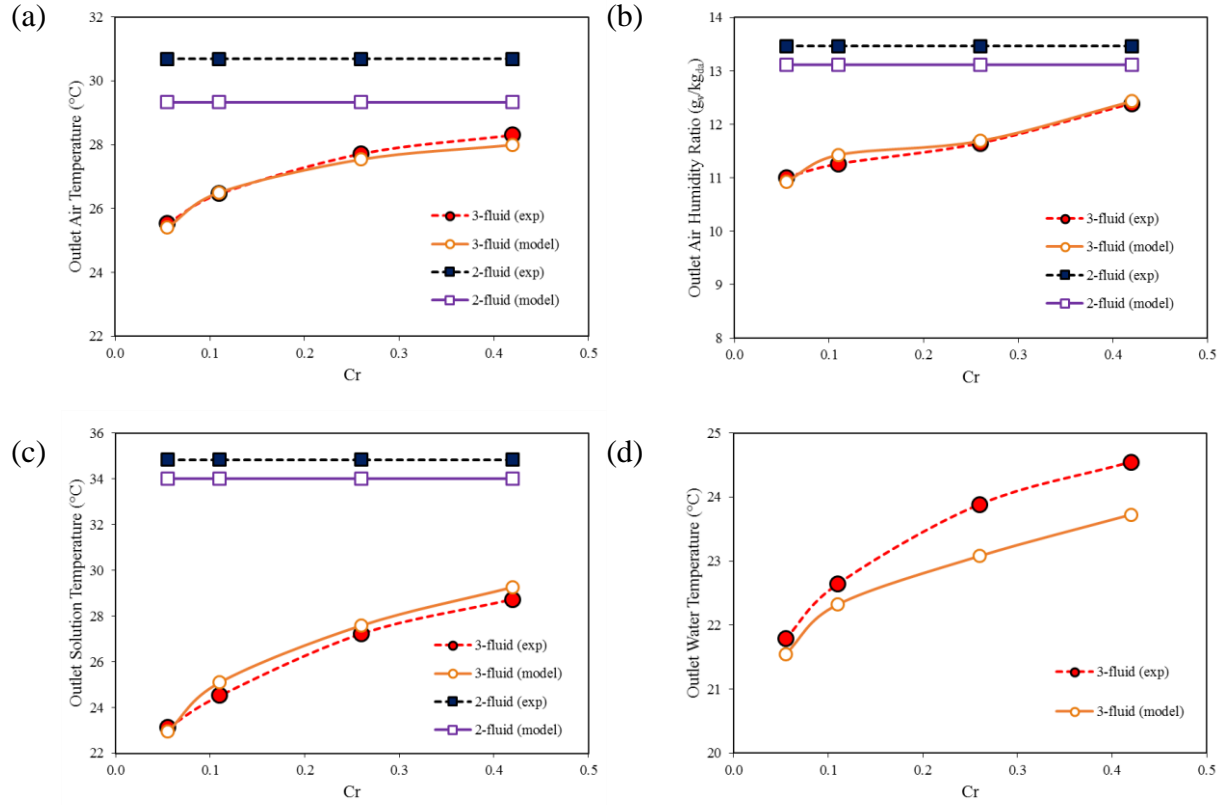 (a)
32
30
28
26
24
22
Outlet Air Temperature (°C)
3-fluid (exp)
3-fluid (model)
2-fluid (exp)
2-fluid (model)
0.0 0.1 0.2 0.3 0.4 0.5
Cr
(b)
14
13
12
11
10
9
8
Outlet Air Humidity Ratio (gv/kgda)
3-fluid (exp)
3-fluid (model)
2-fluid (exp)
2-fluid (model)
0.0 0.1 0.2 0.3 0.4 0.5
Cr
(c)
36
34
32
30
28
26
24
22
Outlet Solution Temperature (°C)
3-fluid (exp)
3-fluid (model)
2-fluid (exp)
2-fluid (model)
0.0 0.1 0.2 0.3 0.4 0.5
Cr
(d)
25
24
23
22
21
20
Outlet Water Temperature (°C)
3-fluid (exp)
3-fluid (model)
0.0 0.1 0.2 0.3 0.4 0.5
Cr